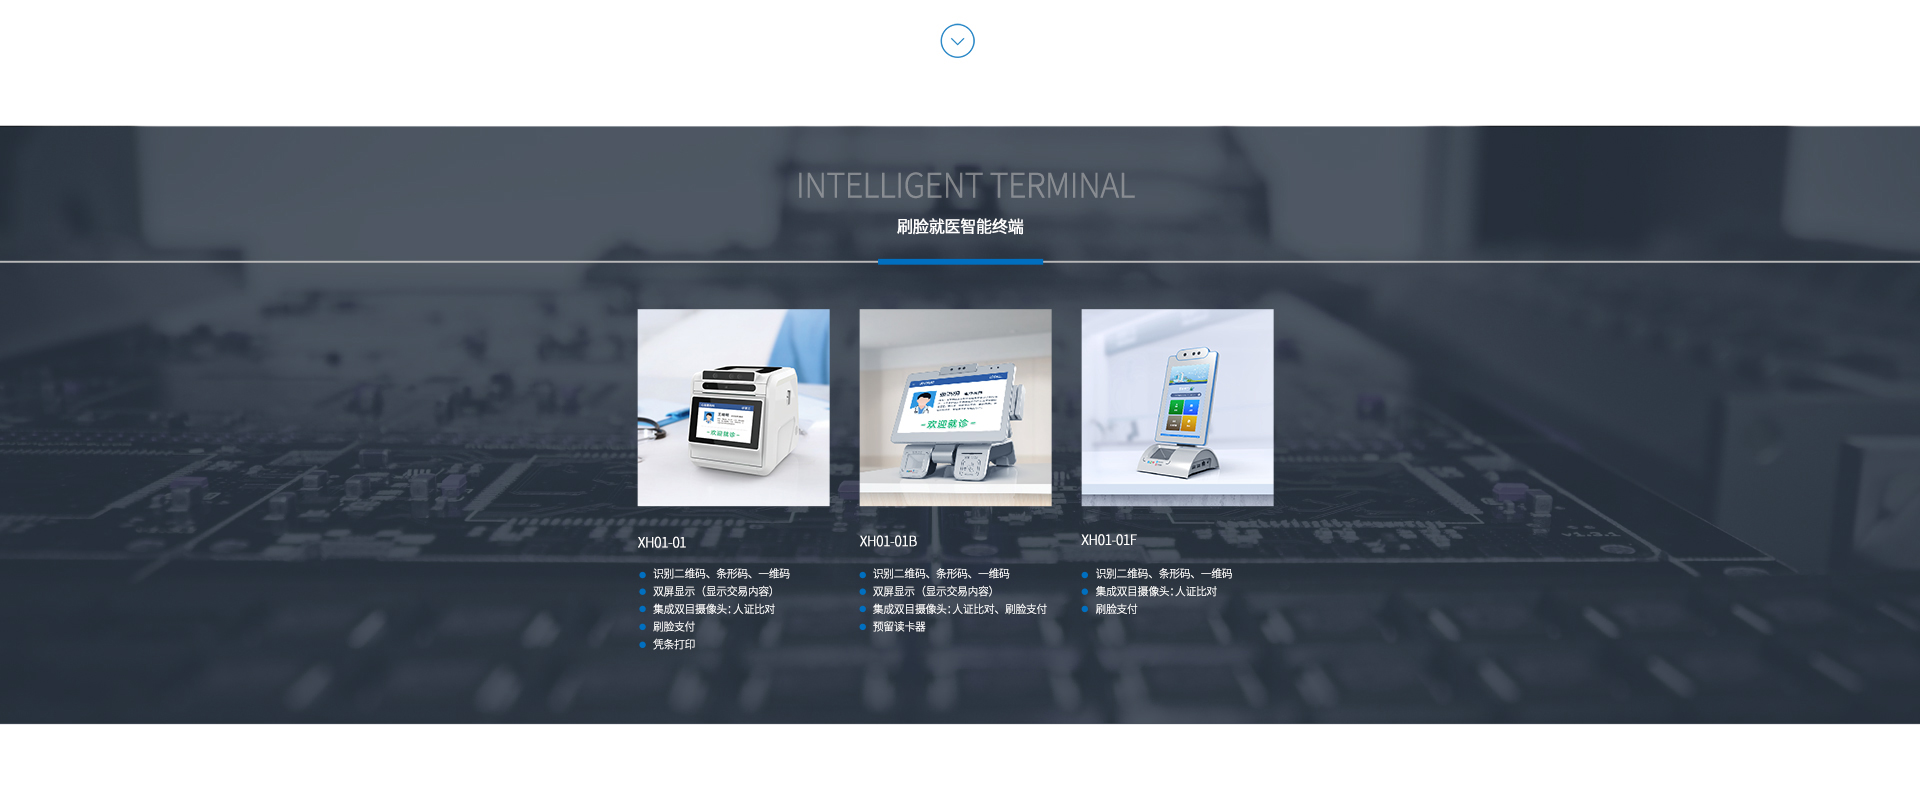 INTELLIGENT TERMINAL
刷脸就医智能终端
欢迎就诊
欢迎就诊
XH01-01
识别二维码、条形码、一维码
双屏显示（显示交易内容）
集成双目摄像头：人证比对
刷脸支付
凭条打印
XH01-01B
识别二维码、条形码、一维码
双屏显示（显示交易内容）
集成双目摄像头：人证比对、刷脸支付
预留读卡器
XH01-01F
识别二维码、条形码、一维码
集成双目摄像头：人证比对
刷脸支付